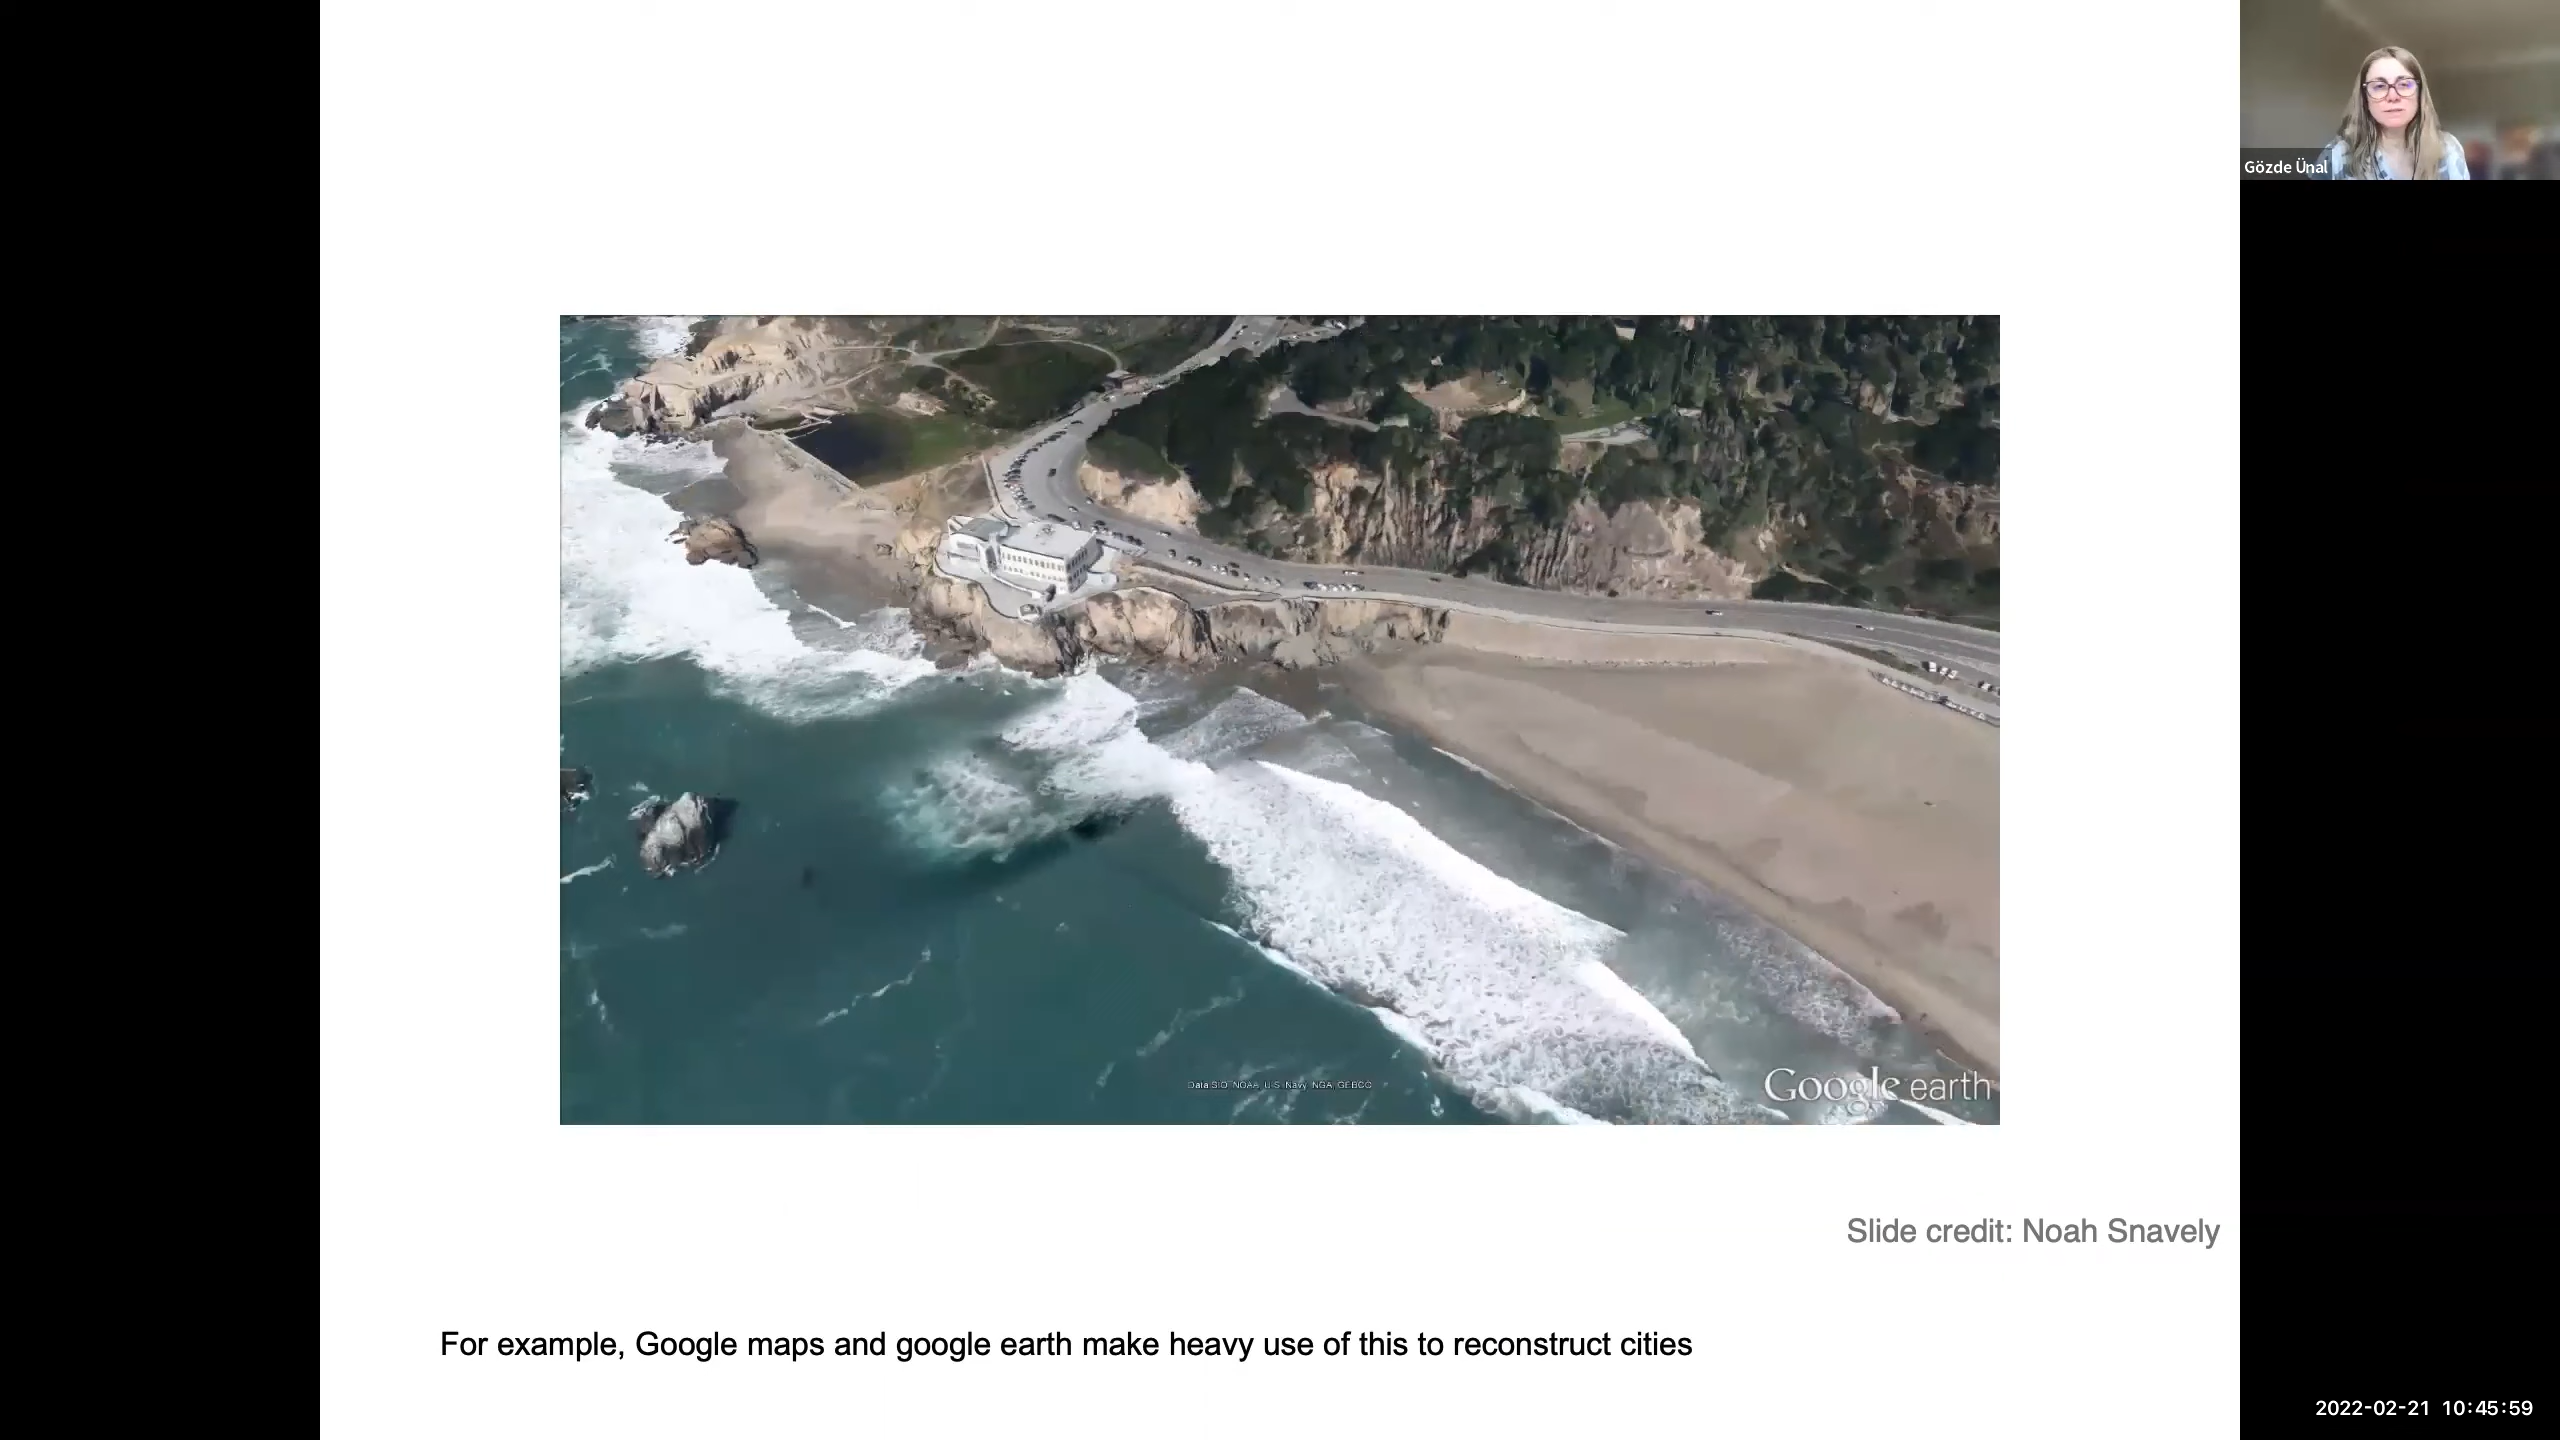 Gözde Ünal
Data SIO, NOAA, U.S. Navy, NGA, GEBCO
Google earth
Slide credit: Noah Snavely
For example, Google maps and google earth make heavy use of this to reconstruct cities
2022-02-21 10:45:59